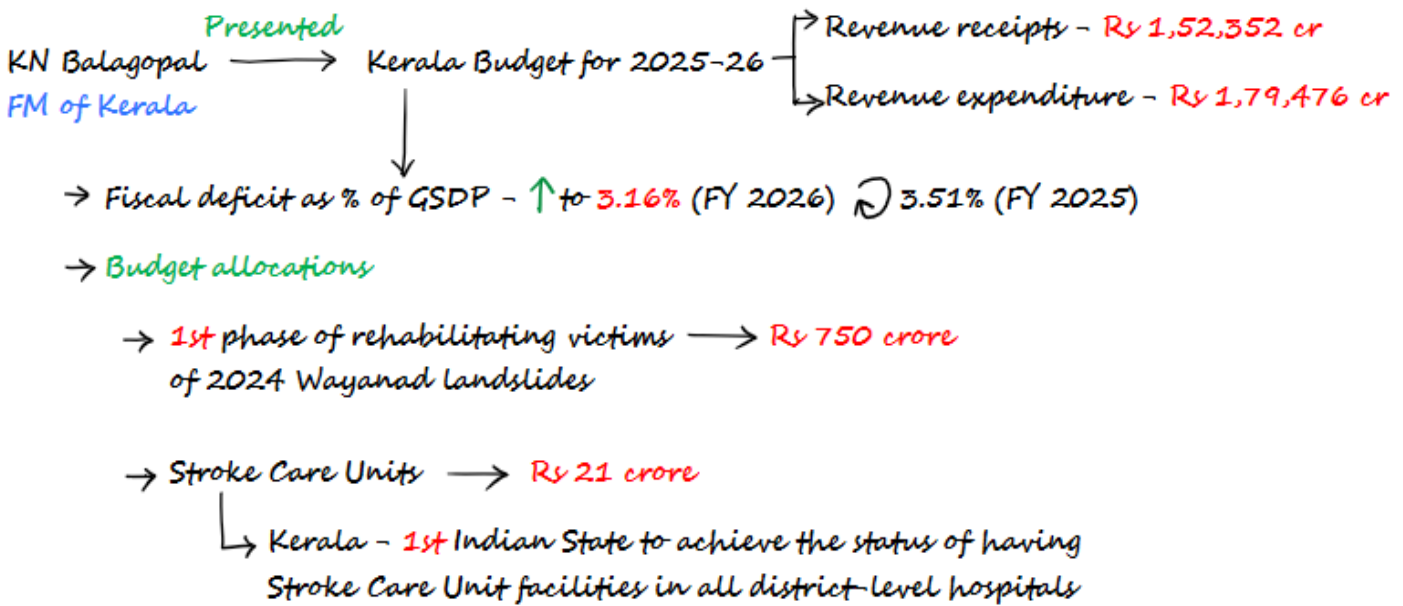 Presented
KN Balagopal → Kerala Budget for 2025-26
FM of Kerala
→ Revenue receipts - Rs 1,52,352 cr
→ Revenue expenditure - Rs 1,79,476 cr
→ Fiscal deficit as % of GSDP - ↑ to 3.16% (FY 2026) 3.51% (FY 2025)
→ Budget allocations
→ 1st phase of rehabilitating victims → Rs 750 crore
of 2024 Wayanad landslides
→ Stroke Care Units → Rs 21 crore
→ Kerala - 1st Indian State to achieve the status of having
Stroke Care Unit facilities in all district-level hospitals